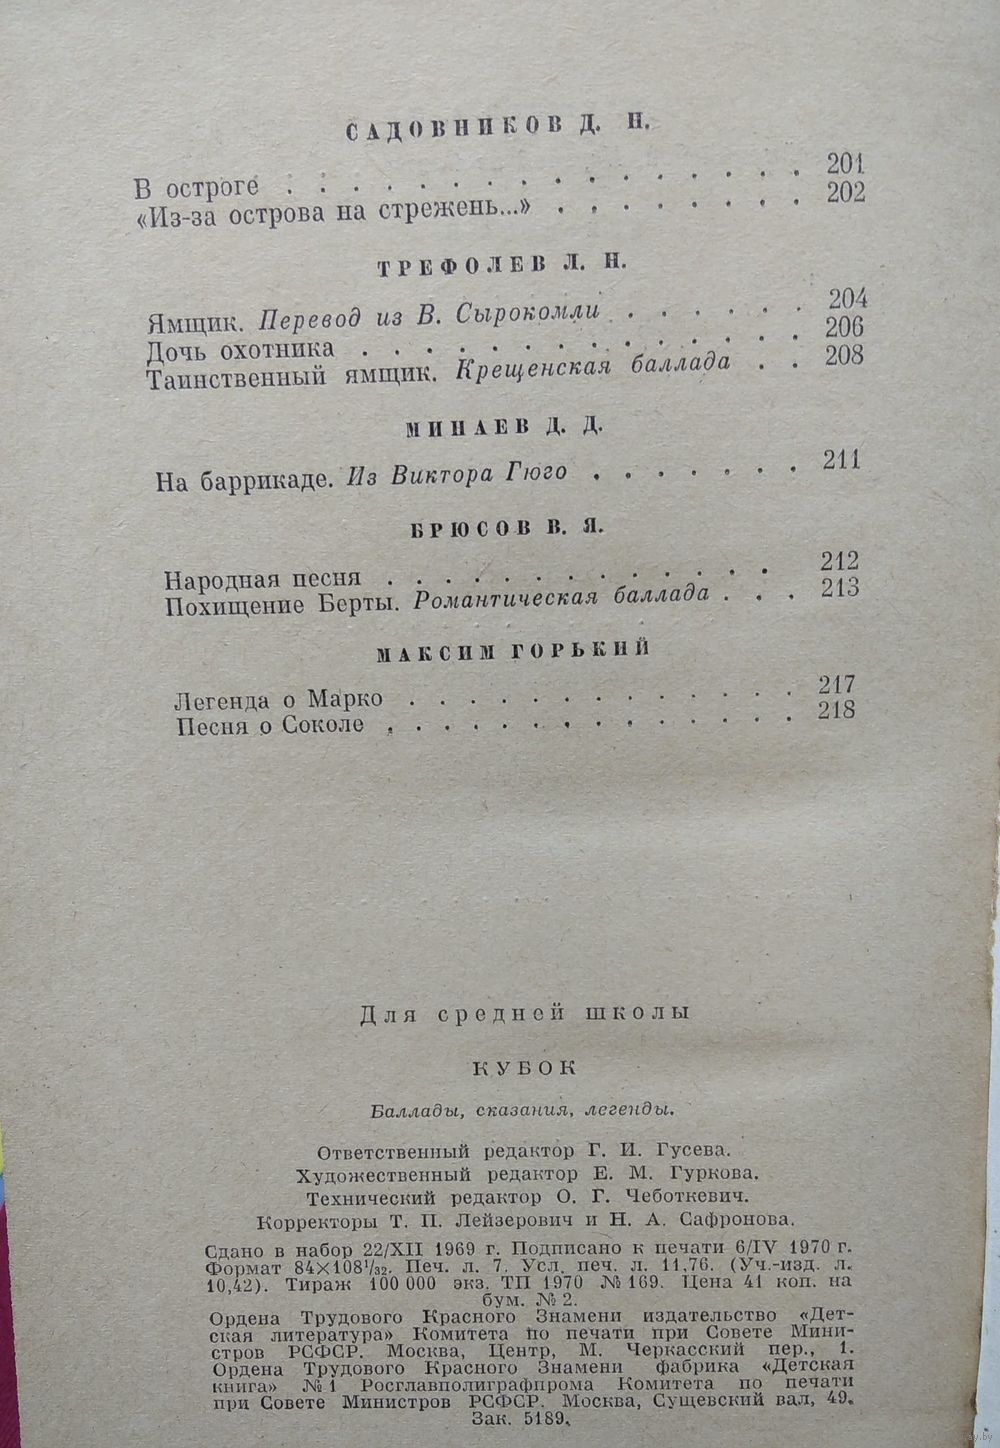 САДОВНИКОВ Д. Н.
В остроге . . . . . . . . . . . . . . . . 201
«Из-за острова на стрежень...» . . . . . . . . 202
ТРЕФОЛЕВ Л. Н.
Ямщик. Перевод из В. Сырокомли . . . . . . 204
Дочь охотника . . . . . . . . . . . . . . 206
Таинственный ямщик. Крещенская баллада . . 208
МИНАЕВ Д. Д.
На баррикаде. Из Виктора Гюго . . . . . . . 211
БРЮСОВ В. Я.
Народная песня . . . . . . . . . . . . . 212
Похищение Берты. Романтическая баллада . . . 213
МАКСИМ ГОРЬКИЙ
Легенда о Марко . . . . . . . . . . . . . 217
Песня о Соколе . . . . . . . . . . . . . . 218
Для средней школы
КУБОК
Баллады, сказания, легенды.
Ответственный редактор Г. И. Гусева.
Художественный редактор Е. М. Гуркова.
Технический редактор О. Г. Чеботкевич.
Корректоры Т. П. Лейзерович и Н. А. Сафронова.
Сдано в набор 22/XII 1969 г. Подписано к печати 6/IV 1970 г.
Формат 84×108¹/₃₂. Печ. л. 7. Усл. печ. л. 11,76. (Уч.-изд. л.
10,42). Тираж 100 000 экз. ТП 1970 № 169. Цена 41 коп. на
бум. № 2.
Ордена Трудового Красного Знамени издательство «Дет-
ская литература» Комитета по печати при Совете Мини-
стров РСФСР. Москва, Центр, М. Черкасский пер., 1.
Ордена Трудового Красного Знамени фабрика «Детская
книга» № 1 Росглавполиграфпрома Комитета по печати
при Совете Министров РСФСР. Москва, Сущевский вал, 49.
Зак. 5189.